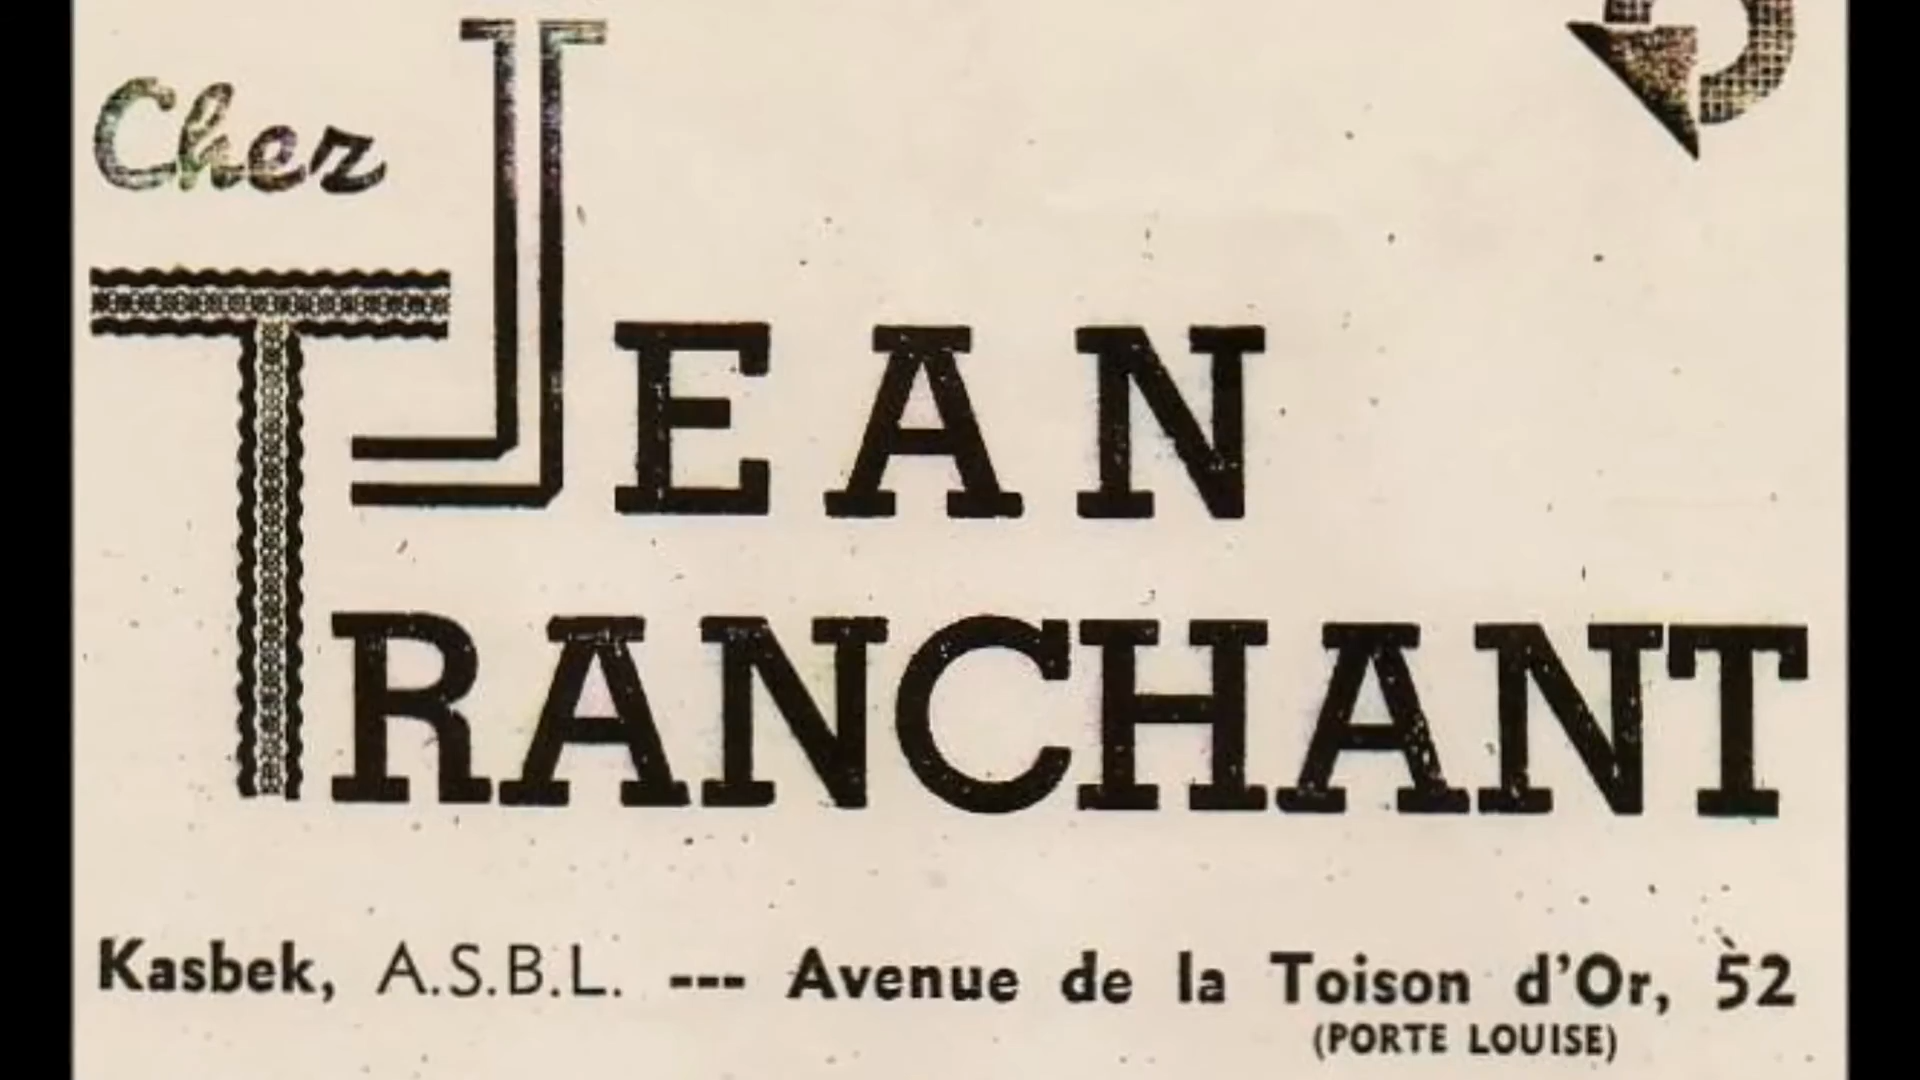 Chez
JEAN
TRANCHANT
Kasbek, A.S.B.L. --- Avenue de la Toison d'Or, 52
(PORTE LOUISE)